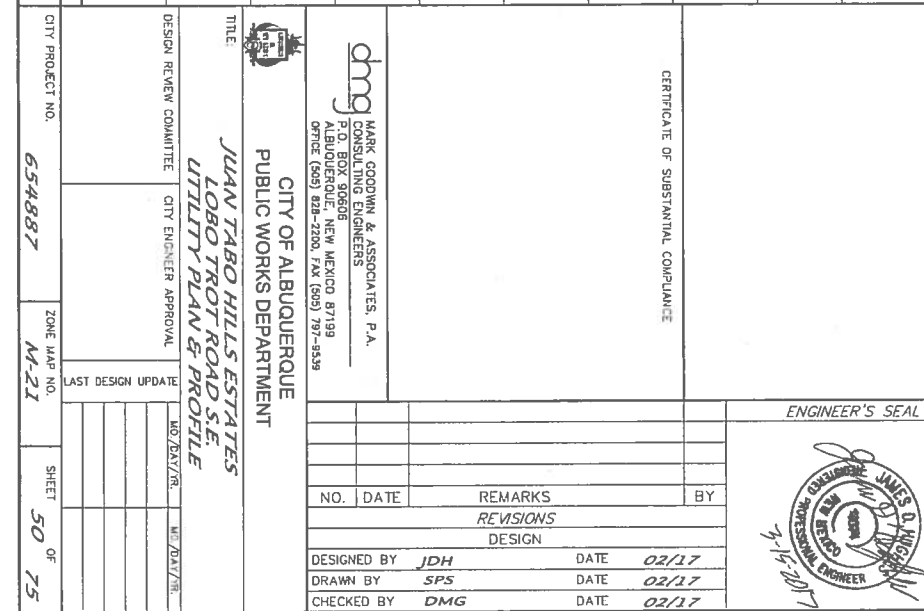 ENGINEER'S SEAL
JAMES D. HUGHES
NEW MEXICO
REGISTERED PROFESSIONAL ENGINEER
3-15-2017
NO. DATE REMARKS BY
REVISIONS
DESIGN
DESIGNED BY JDH DATE 02/17
DRAWN BY SPS DATE 02/17
CHECKED BY DMG DATE 02/17
CERTIFICATE OF SUBSTANTIAL COMPLIANCE
dmg
MARK GOODWIN & ASSOCIATES, P.A.
CONSULTING ENGINEERS
P.O. BOX 90606
ALBUQUERQUE, NEW MEXICO 87199
OFFICE (505) 828-2200, FAX (505) 797-9539
CITY OF ALBUQUERQUE
PUBLIC WORKS DEPARTMENT
TITLE:
JUAN TABO HILLS ESTATES
LOBO TROT ROAD S.E.
UTILITY PLAN & PROFILE
DESIGN REVIEW COMMITTEE CITY ENGINEER APPROVAL MO./DAY/YR. MO./DAY/YR.
LAST DESIGN UPDATE
CITY PROJECT NO. 654887 ZONE MAP NO. M-21 SHEET 50 OF 75